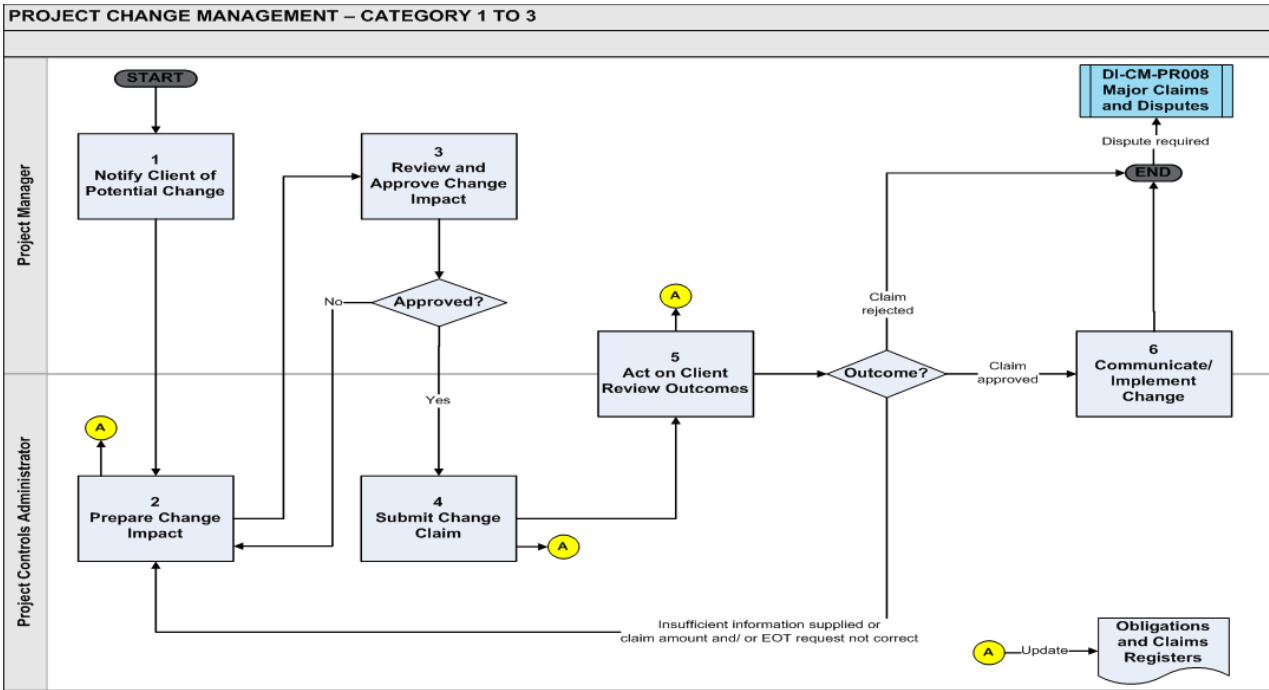 PROJECT CHANGE MANAGEMENT – CATEGORY 1 TO 3
Project Manager
START
1
Notify Client of
Potential Change
3
Review and
Approve Change
Impact
Approved?
No
Yes
A
5
Act on Client
Review Outcomes
Outcome?
Claim
rejected
Claim
approved
DI-CM-PR008
Major Claims
and Disputes
Dispute required
END
6
Communicate/
Implement
Change
Project Controls Administrator
A
2
Prepare Change
Impact
4
Submit Change
Claim
A
Insufficient information supplied or
claim amount and/ or EOT request not correct
A
Update
Obligations
and Claims
Registers